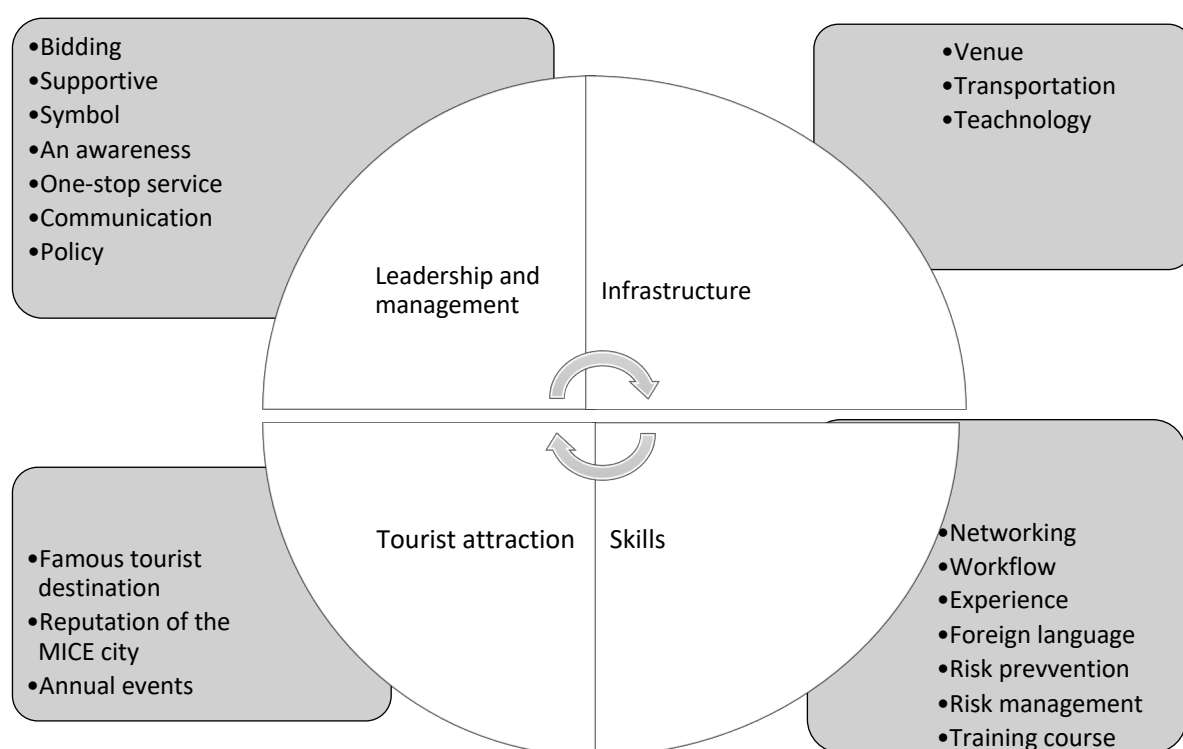 •Bidding
•Supportive
•Symbol
•An awareness
•One-stop service
•Communication
•Policy
•Venue
•Transportation
•Teachnology
Leadership and
management
Infrastructure
Tourist attraction
Skills
•Famous tourist
destination
•Reputation of the
MICE city
•Annual events
•Networking
•Workflow
•Experience
•Foreign language
•Risk prevvention
•Risk management
•Training course